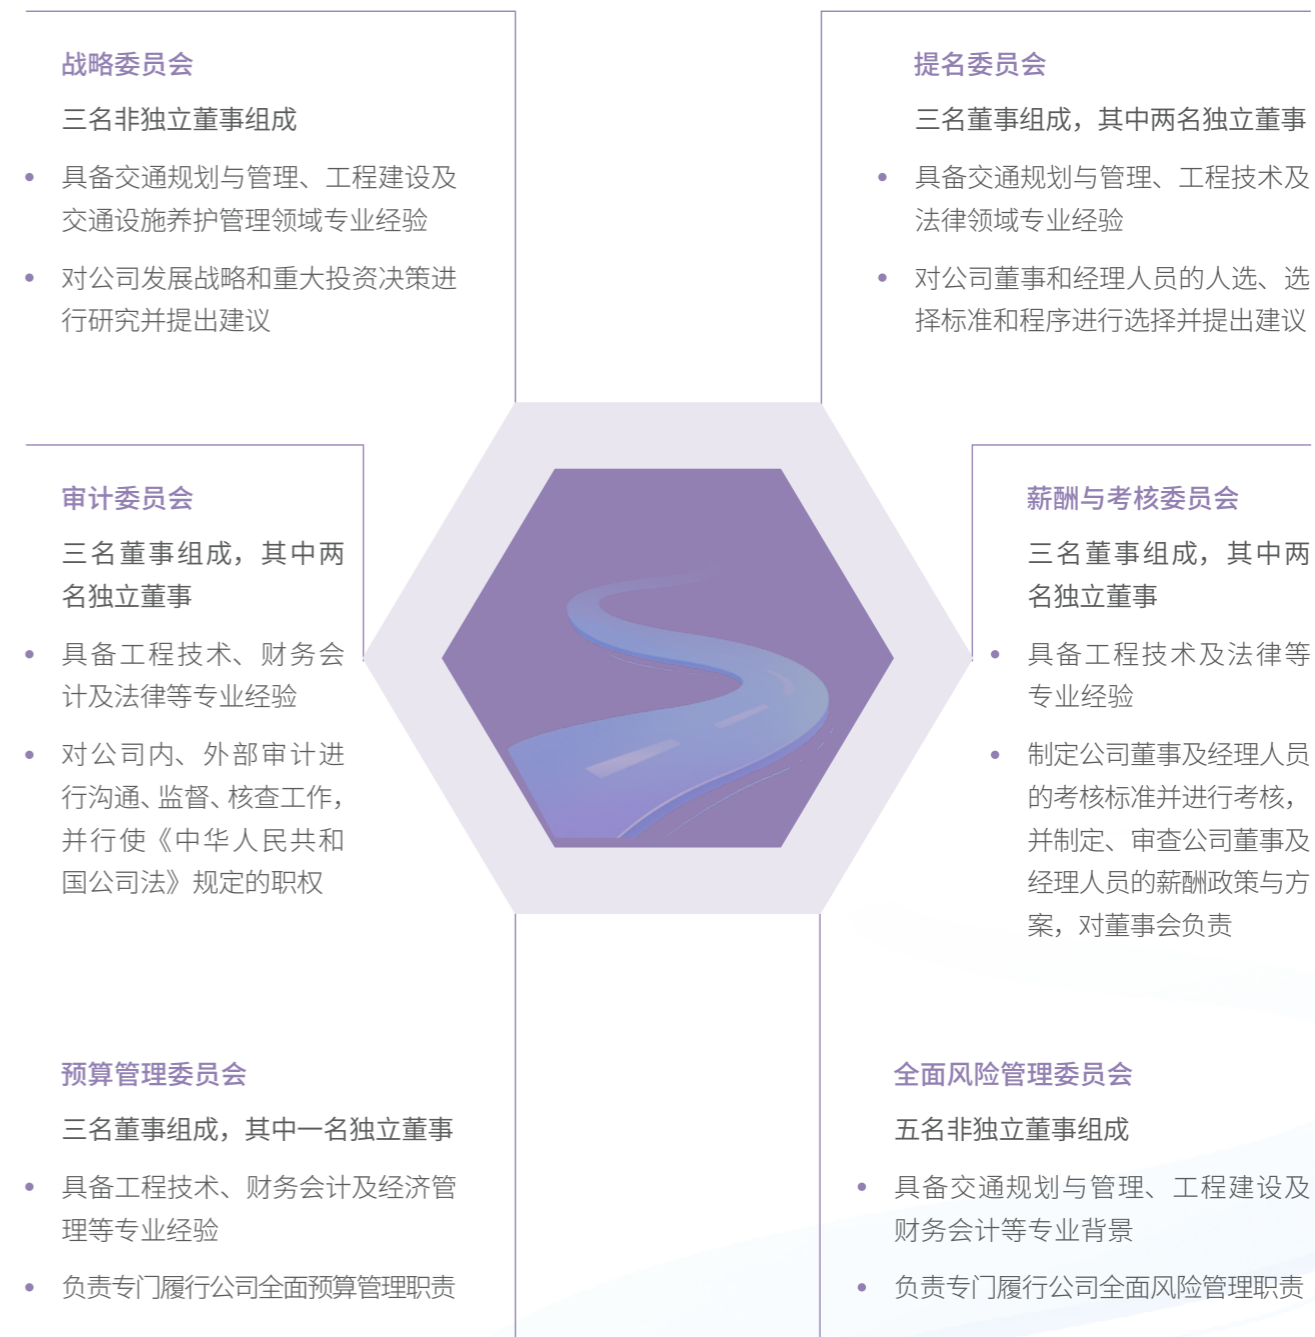 战略委员会
三名非独立董事组成
具备交通规划与管理、工程建设及
交通设施养护管理领域专业经验
对公司发展战略和重大投资决策进
行研究并提出建议
提名委员会
三名董事组成，其中两名独立董事
具备交通规划与管理、工程技术及
法律领域专业经验
对公司董事和经理人员的人选、选
择标准和程序进行选择并提出建议
审计委员会
三名董事组成，其中两
名独立董事
具备工程技术、财务会
计及法律等专业经验
对公司内、外部审计进
行沟通、监督、核查工作，
并行使《中华人民共和
国公司法》规定的职权
薪酬与考核委员会
三名董事组成，其中两
名独立董事
具备工程技术及法律等
专业经验
制定公司董事及经理人员
的考核标准并进行考核，
并制定、审查公司董事及
经理人员的薪酬政策与方
案，对董事会负责
预算管理委员会
三名董事组成，其中一名独立董事
具备工程技术、财务会计及经济管
理等专业经验
负责专门履行公司全面预算管理职责
全面风险管理委员会
五名非独立董事组成
具备交通规划与管理、工程建设及
财务会计等专业背景
负责专门履行公司全面风险管理职责